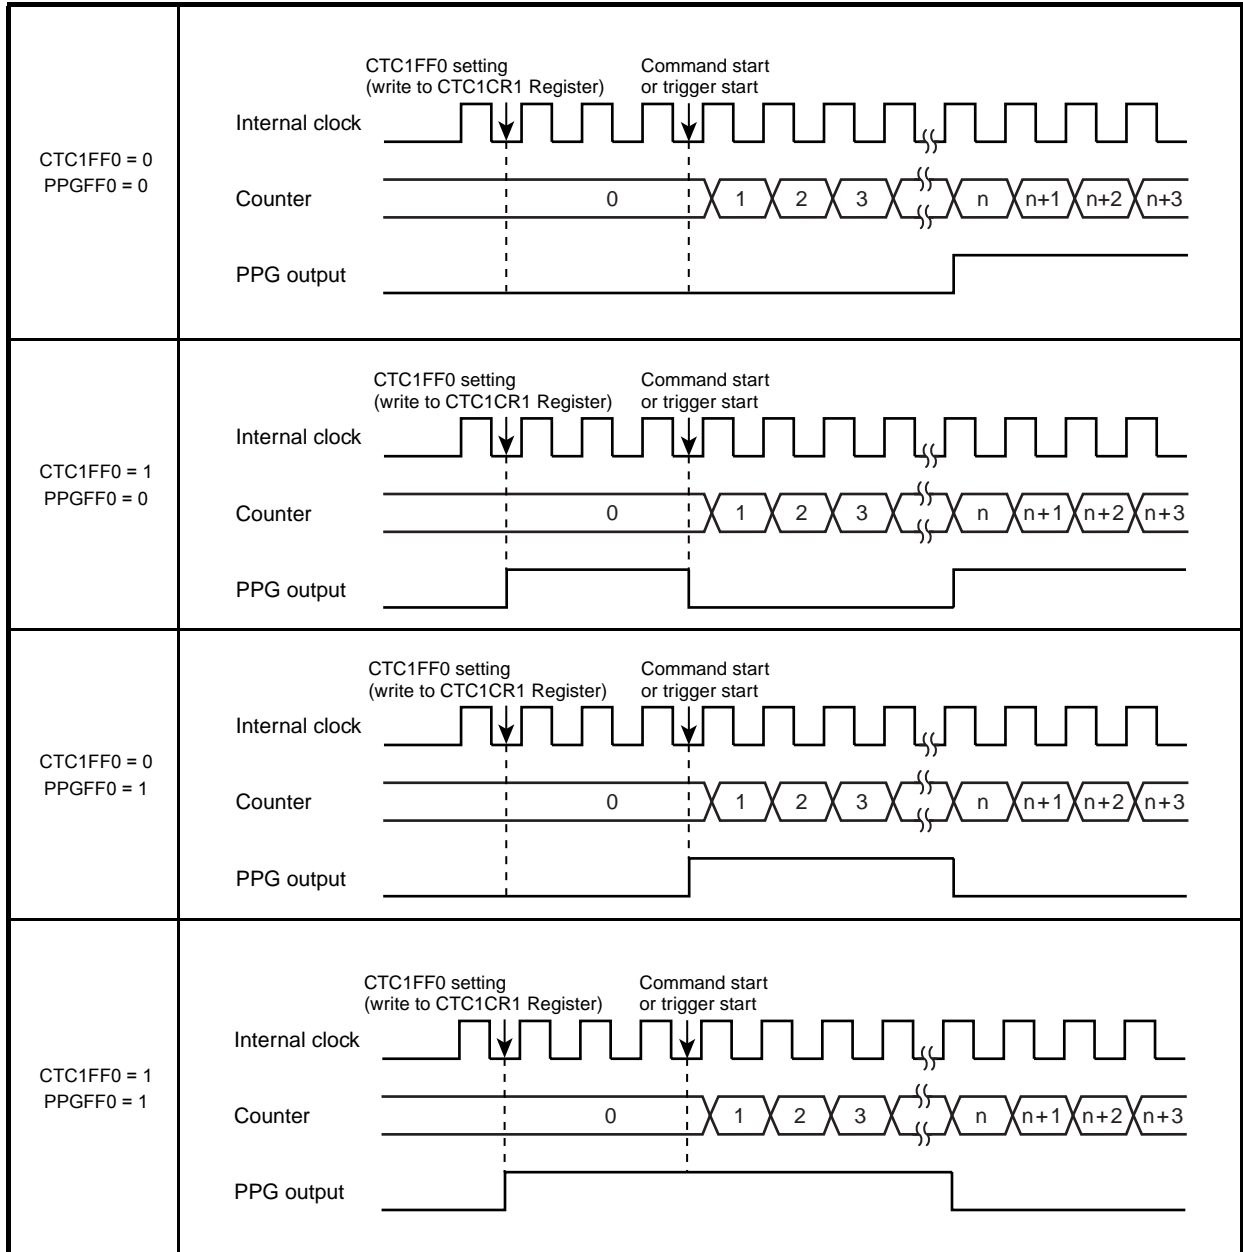 CTC1FF0 = 0
PPGFF0 = 0
CTC1FF0 setting
(write to CTC1CR1 Register)
Command start
or trigger start
Internal clock
Counter
0
1
2
3
n
n+1
n+2
n+3
PPG output
CTC1FF0 = 1
PPGFF0 = 0
CTC1FF0 setting
(write to CTC1CR1 Register)
Command start
or trigger start
Internal clock
Counter
0
1
2
3
n
n+1
n+2
n+3
PPG output
CTC1FF0 = 0
PPGFF0 = 1
CTC1FF0 setting
(write to CTC1CR1 Register)
Command start
or trigger start
Internal clock
Counter
0
1
2
3
n
n+1
n+2
n+3
PPG output
CTC1FF0 = 1
PPGFF0 = 1
CTC1FF0 setting
(write to CTC1CR1 Register)
Command start
or trigger start
Internal clock
Counter
0
1
2
3
n
n+1
n+2
n+3
PPG output